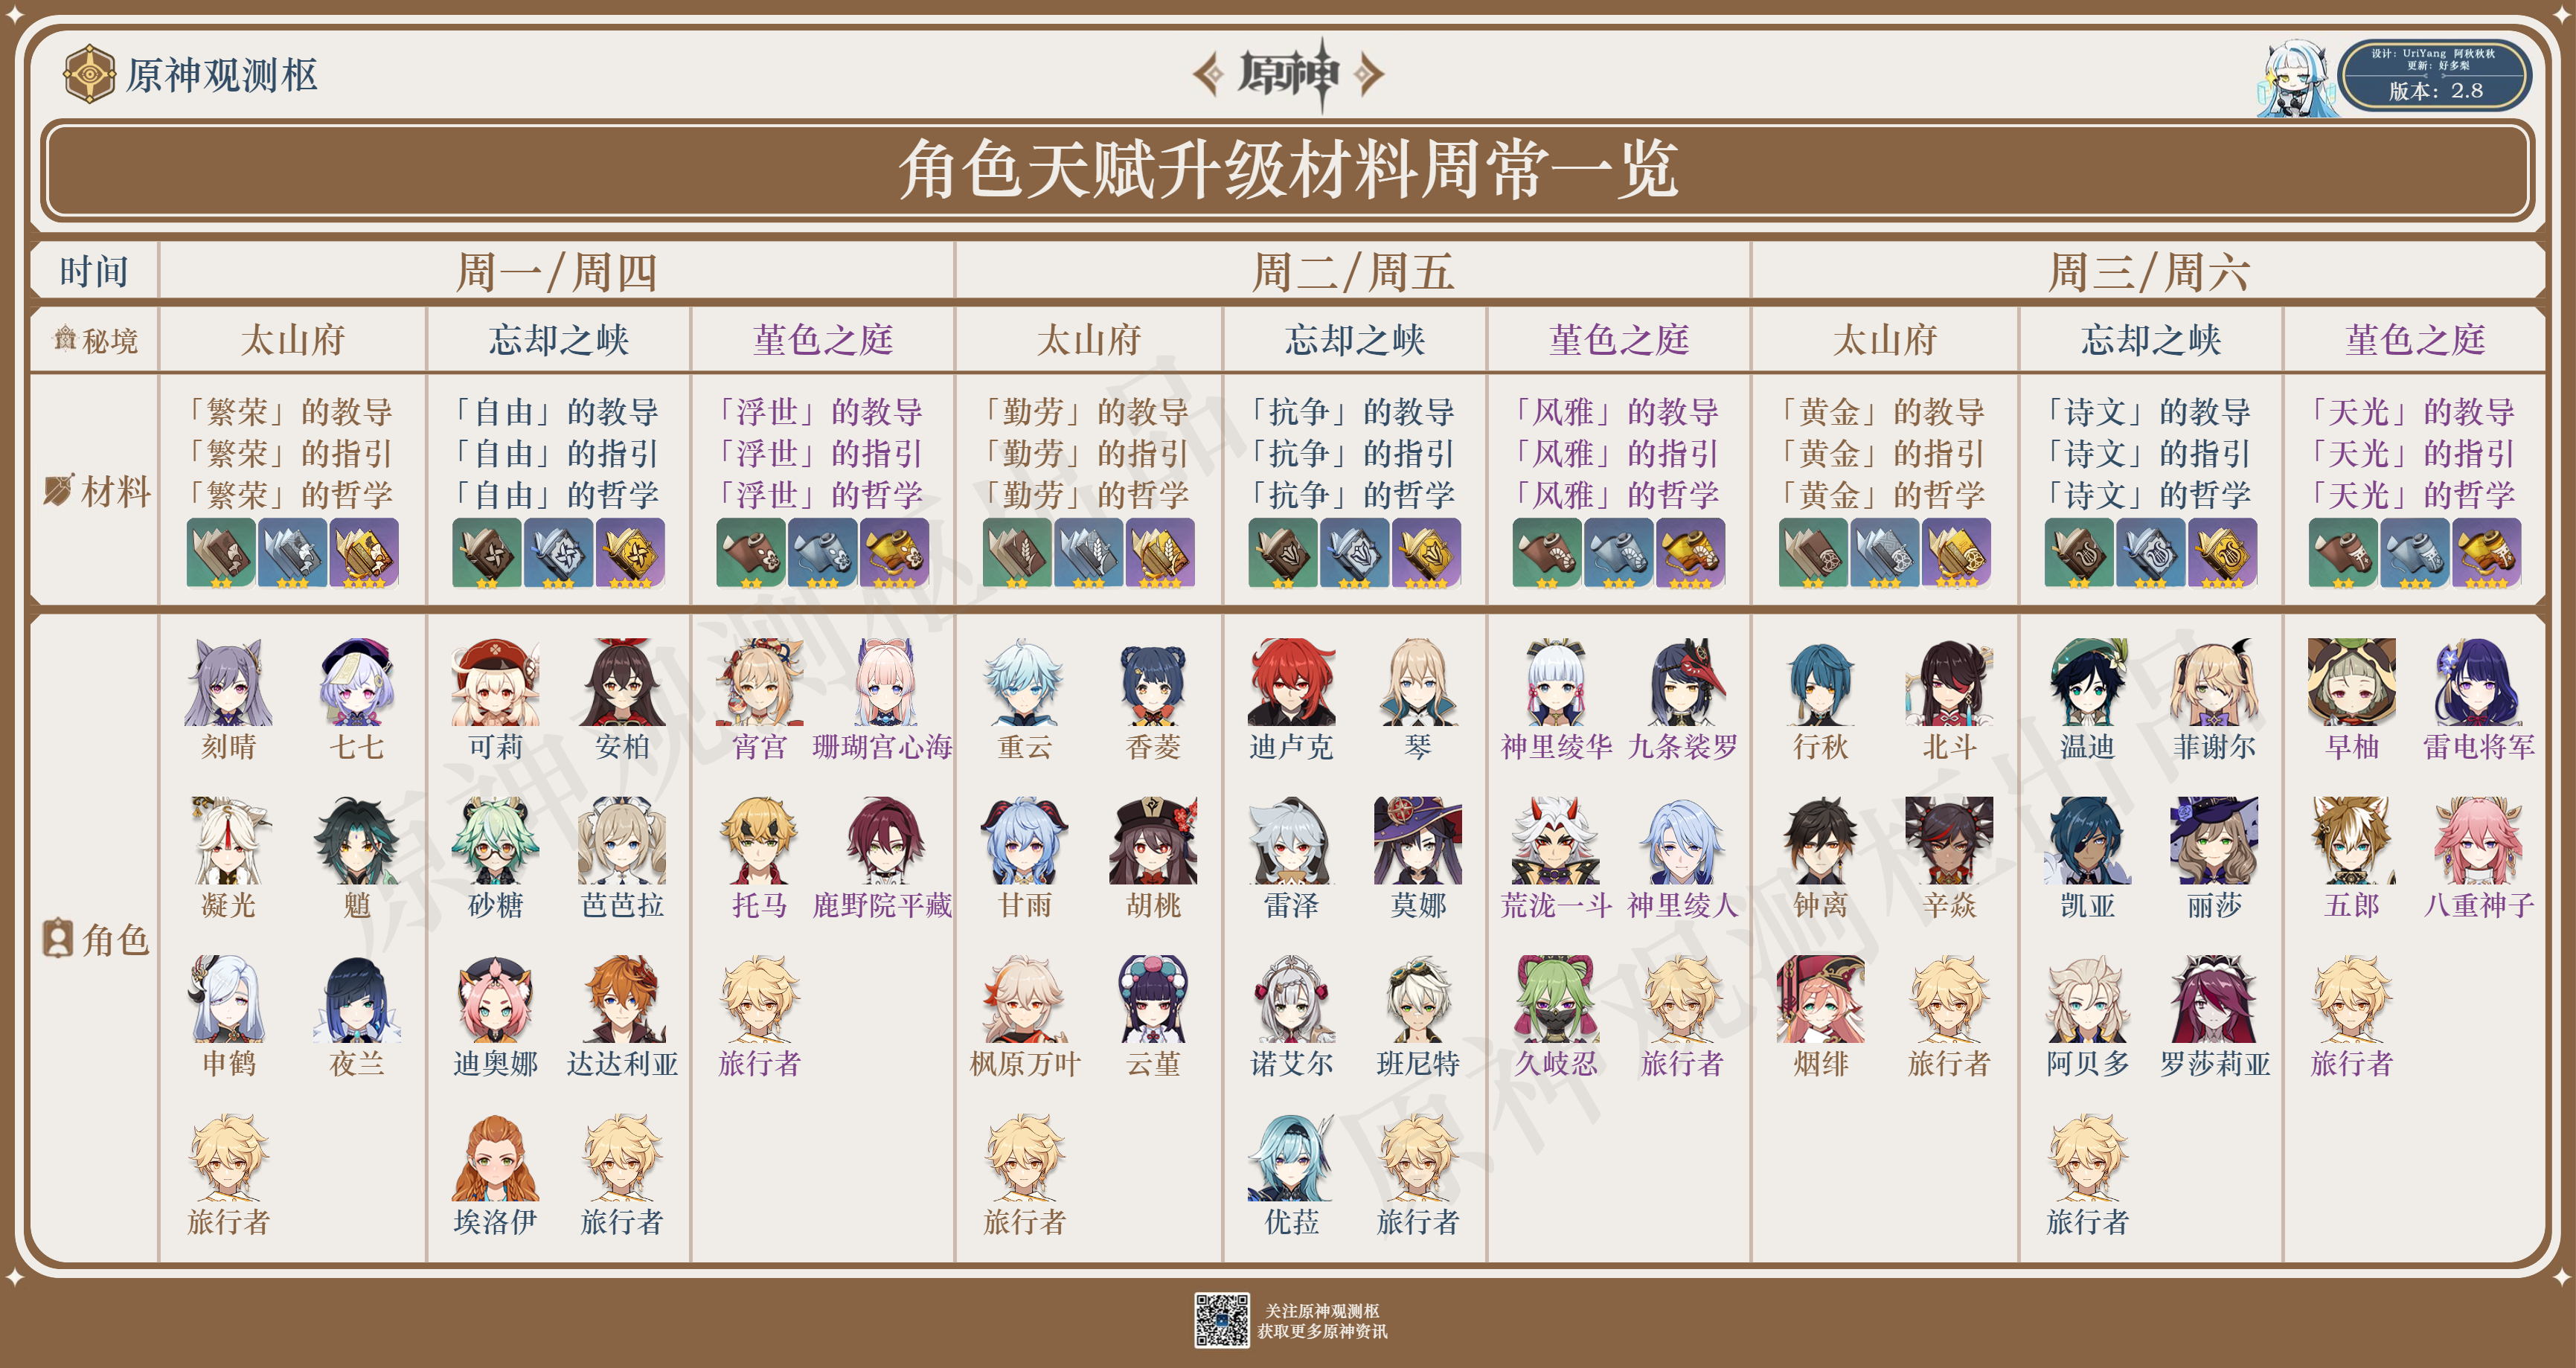 原神观测枢
原神
设计：UriYang 阿秋秋秋
更新：好多梨
版本：2.8
角色天赋升级材料周常一览
时间
周一/周四
周二/周五
周三/周六
秘境
太山府
忘却之峡
堇色之庭
太山府
忘却之峡
堇色之庭
太山府
忘却之峡
堇色之庭
材料
「繁荣」的教导
「繁荣」的指引
「繁荣」的哲学
「自由」的教导
「自由」的指引
「自由」的哲学
「浮世」的教导
「浮世」的指引
「浮世」的哲学
「勤劳」的教导
「勤劳」的指引
「勤劳」的哲学
「抗争」的教导
「抗争」的指引
「抗争」的哲学
「风雅」的教导
「风雅」的指引
「风雅」的哲学
「黄金」的教导
「黄金」的指引
「黄金」的哲学
「诗文」的教导
「诗文」的指引
「诗文」的哲学
「天光」的教导
「天光」的指引
「天光」的哲学
角色
刻晴 七七
凝光 魈
申鹤 夜兰
旅行者
可莉 安柏
砂糖 芭芭拉
迪奥娜 达达利亚
埃洛伊 旅行者
宵宫 珊瑚宫心海
托马 鹿野院平藏
旅行者
重云 香菱
甘雨 胡桃
枫原万叶 云堇
旅行者
迪卢克 琴
雷泽 莫娜
诺艾尔 班尼特
优菈 旅行者
神里绫华 九条裟罗
荒泷一斗 神里绫人
久岐忍 旅行者
行秋 北斗
钟离 辛焱
烟绯 旅行者
温迪 菲谢尔
凯亚 丽莎
阿贝多 罗莎莉亚
旅行者
早柚 雷电将军
五郎 八重神子
旅行者
原神观测枢出品
原神观测枢出品
关注原神观测枢
获取更多原神资讯